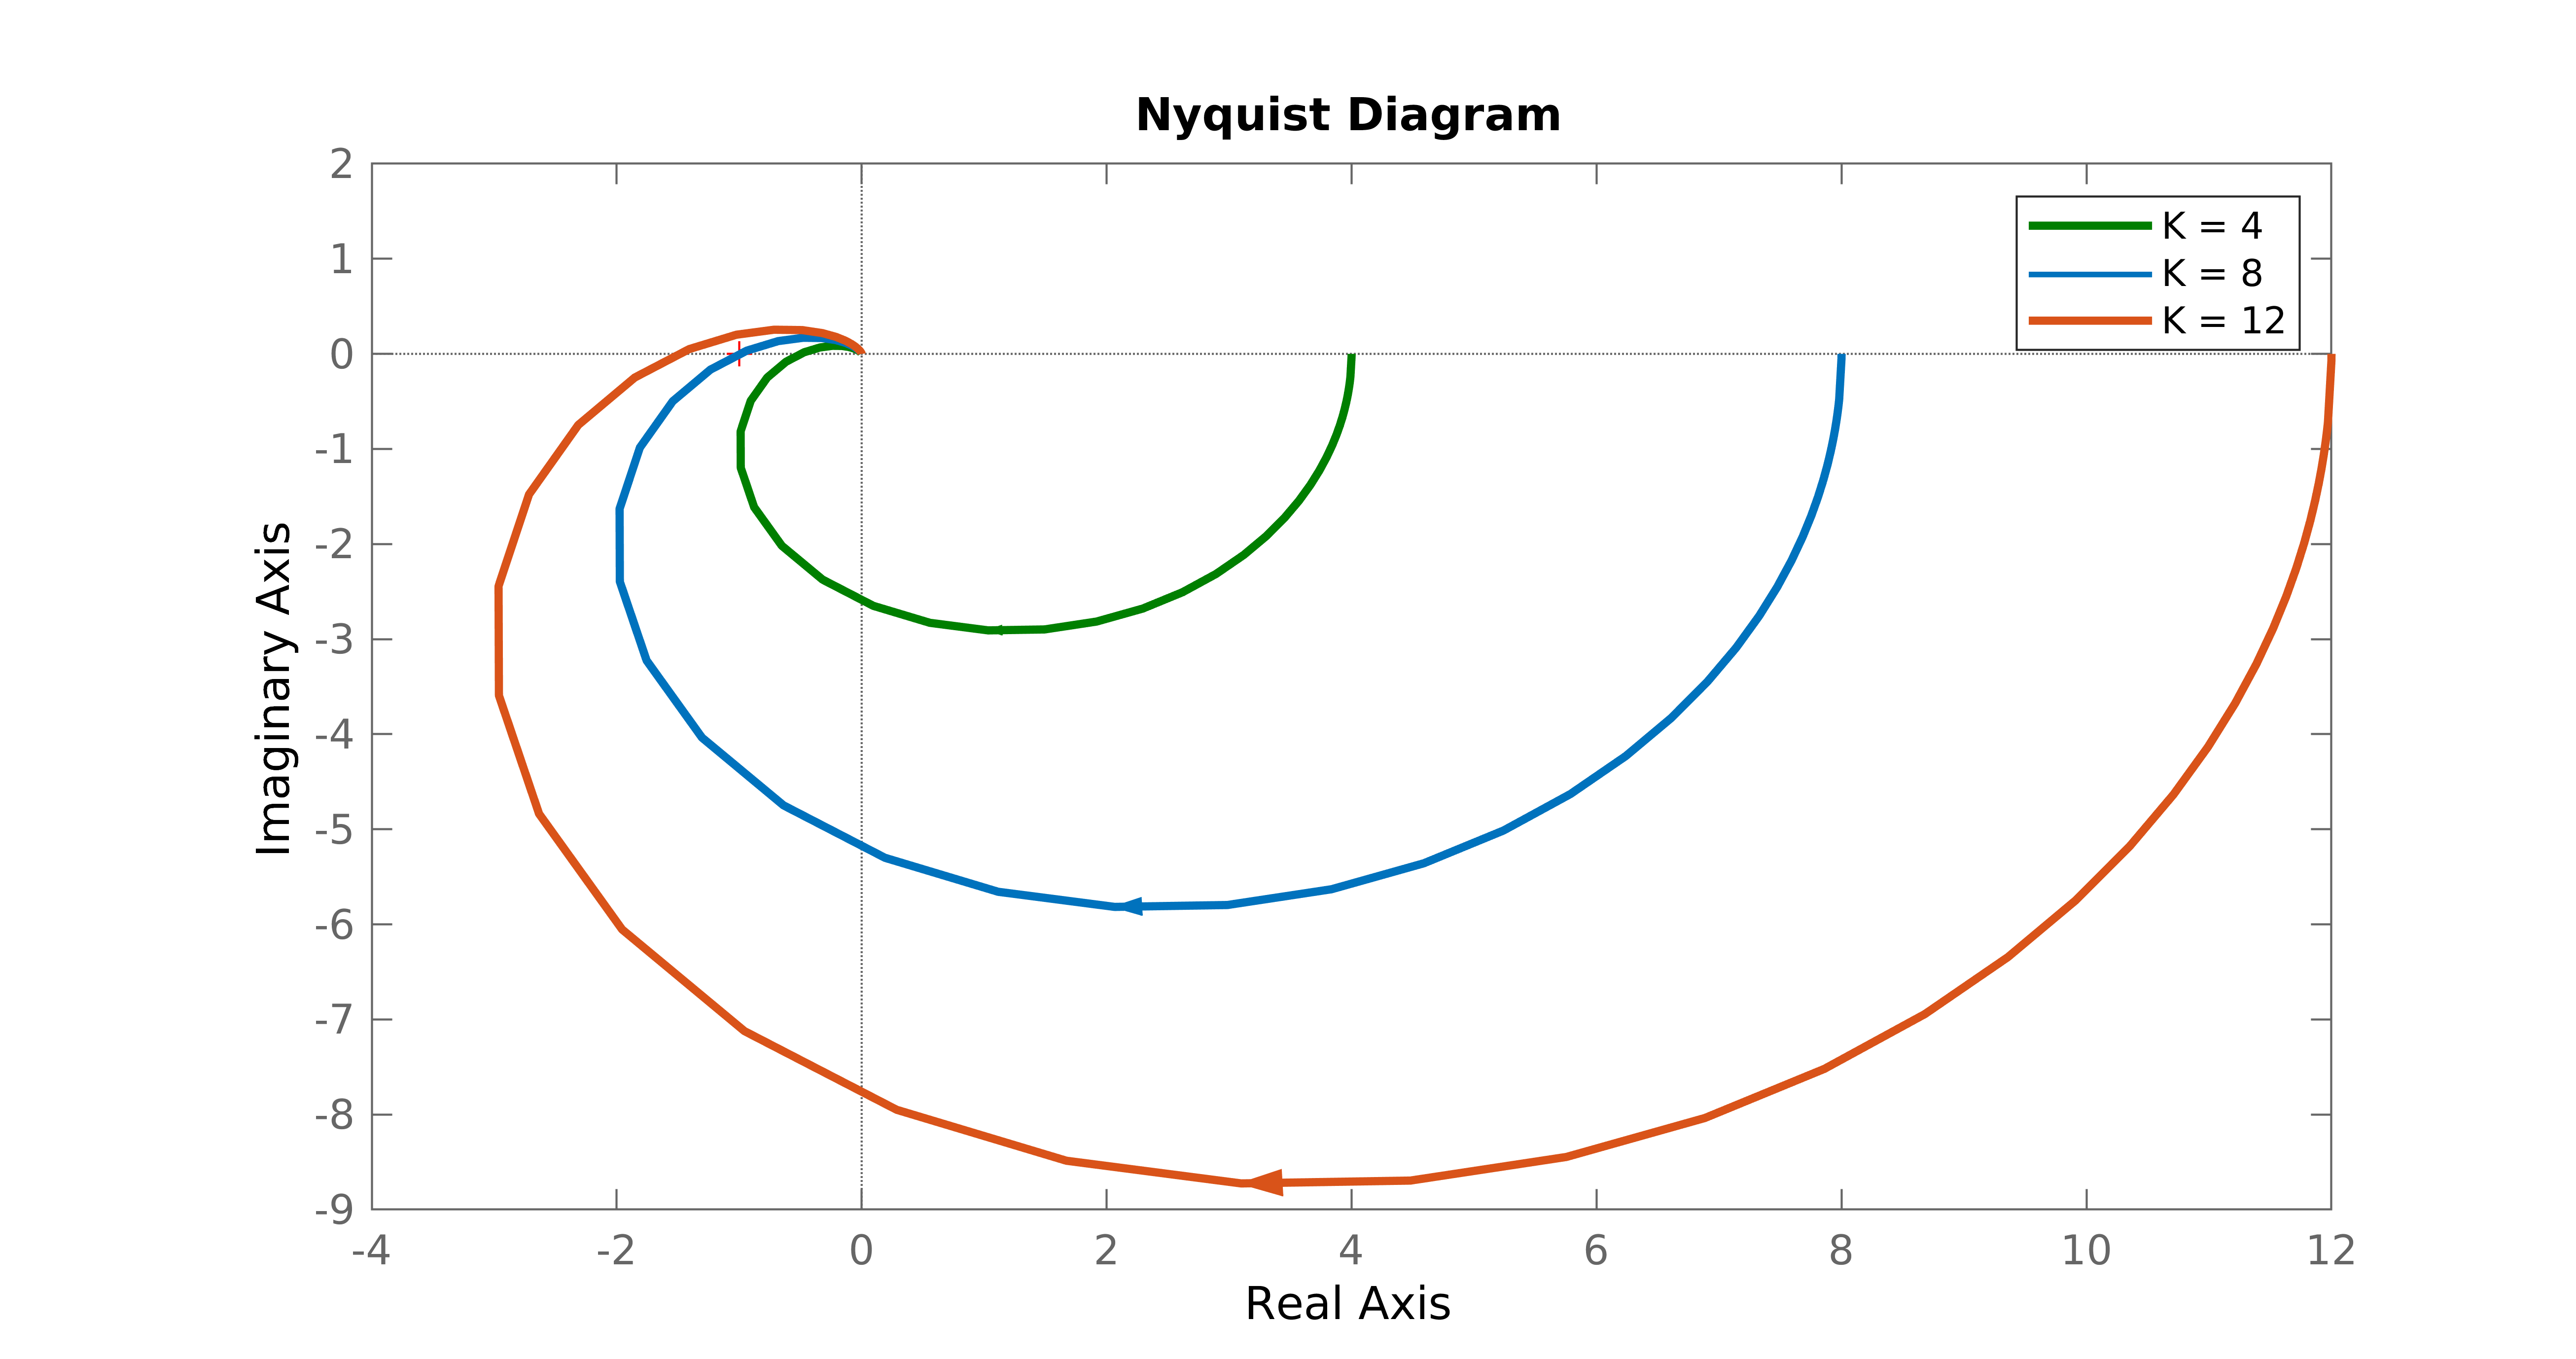 Nyquist Diagram
2
1
0
-1
-2
-3
-4
-5
-6
-7
-8
-9
Imaginary Axis
K = 4
K = 8
K = 12
-4 -2 0 2 4 6 8 10 12
Real Axis